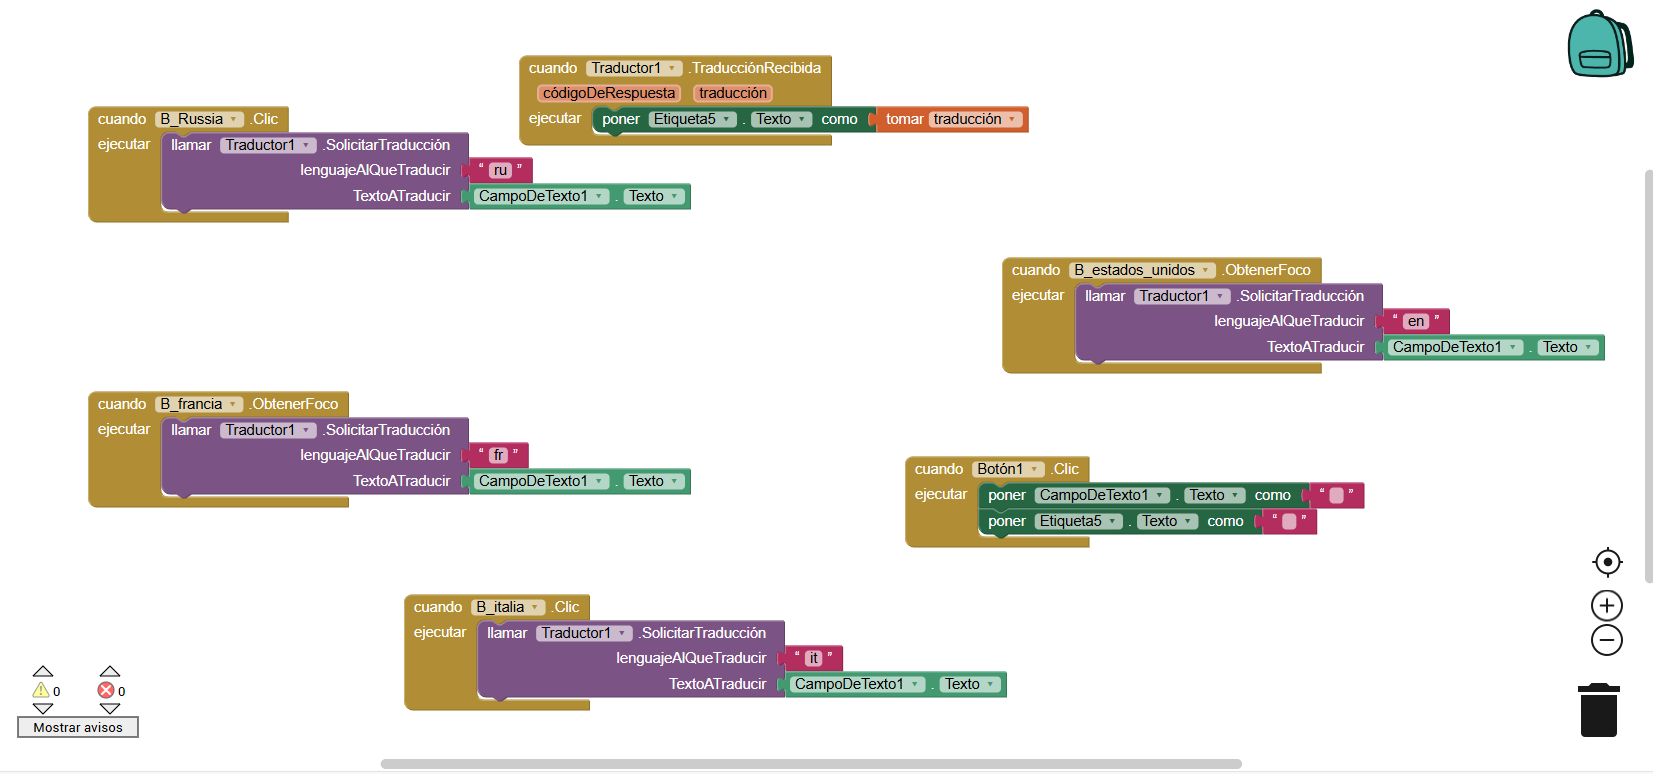 cuando Traductor1 .TraducciónRecibida
códigoDeRespuesta traducción
ejecutar poner Etiqueta5 . Texto como tomar traducción
cuando B_Russia .Clic
ejecutar llamar Traductor1 .SolicitarTraducción
lenguajeAlQueTraducir " ru "
TextoATraducir CampoDeTexto1 . Texto
cuando B_estados_unidos .ObtenerFoco
ejecutar llamar Traductor1 .SolicitarTraducción
lenguajeAlQueTraducir " en "
TextoATraducir CampoDeTexto1 . Texto
cuando B_francia .ObtenerFoco
ejecutar llamar Traductor1 .SolicitarTraducción
lenguajeAlQueTraducir " fr "
TextoATraducir CampoDeTexto1 . Texto
cuando Botón1 .Clic
ejecutar poner CampoDeTexto1 . Texto como " "
poner Etiqueta5 . Texto como " "
cuando B_italia .Clic
ejecutar llamar Traductor1 .SolicitarTraducción
lenguajeAlQueTraducir " it "
TextoATraducir CampoDeTexto1 . Texto
0 0
Mostrar avisos